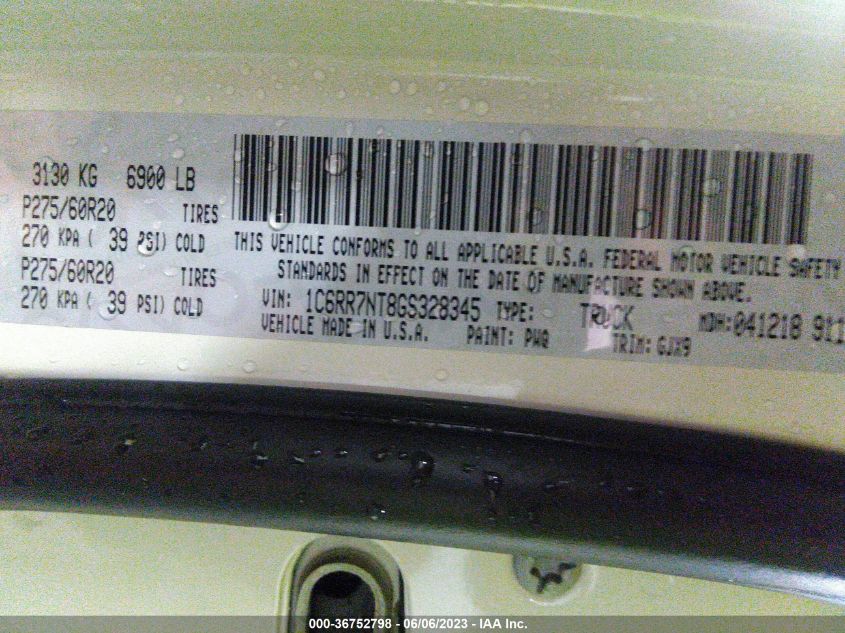 3130 KG 6900 LB
P275/60R20 TIRES
270 KPA ( 39 PSI) COLD
P275/60R20 TIRES
270 KPA ( 39 PSI) COLD
THIS VEHICLE CONFORMS TO ALL APPLICABLE U.S.A. FEDERAL MOTOR VEHICLE SAFETY
STANDARDS IN EFFECT ON THE DATE OF MANUFACTURE SHOWN ABOVE.
VIN: 1C6RR7NT8GS328345 TYPE: TRUCK MDH:041218 911
VEHICLE MADE IN U.S.A. PAINT: PWQ TRIM: GJX9
000-36752798 - 06/06/2023 - IAA Inc.